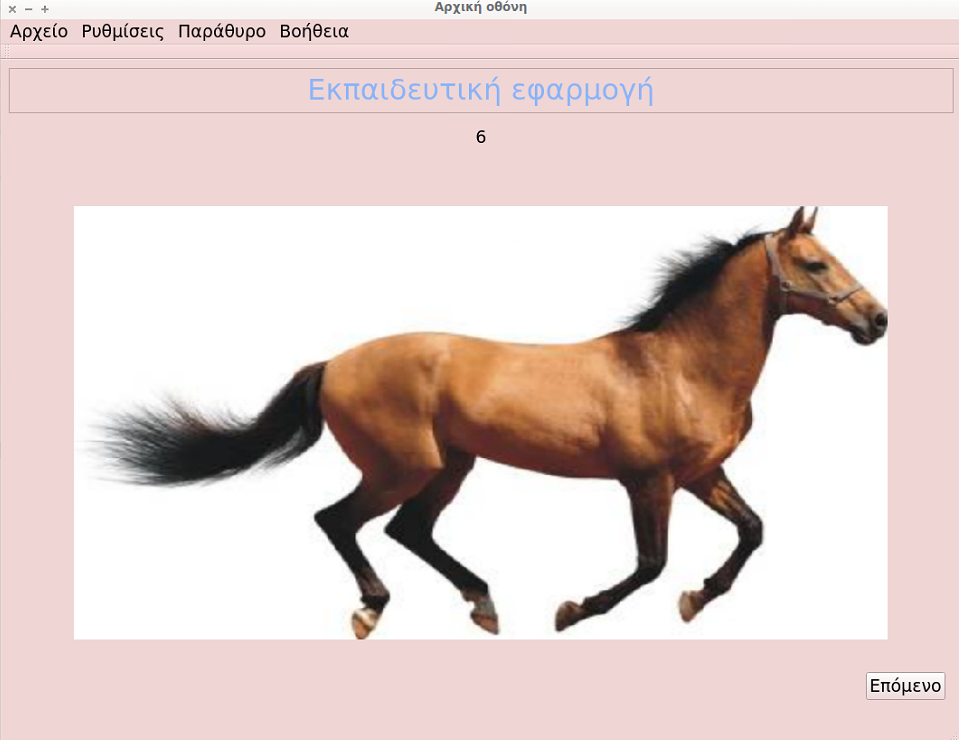 Αρχική οθόνη
Αρχείο Ρυθμίσεις Παράθυρο Βοήθεια
Εκπαιδευτική εφαρμογή
6
Επόμενο